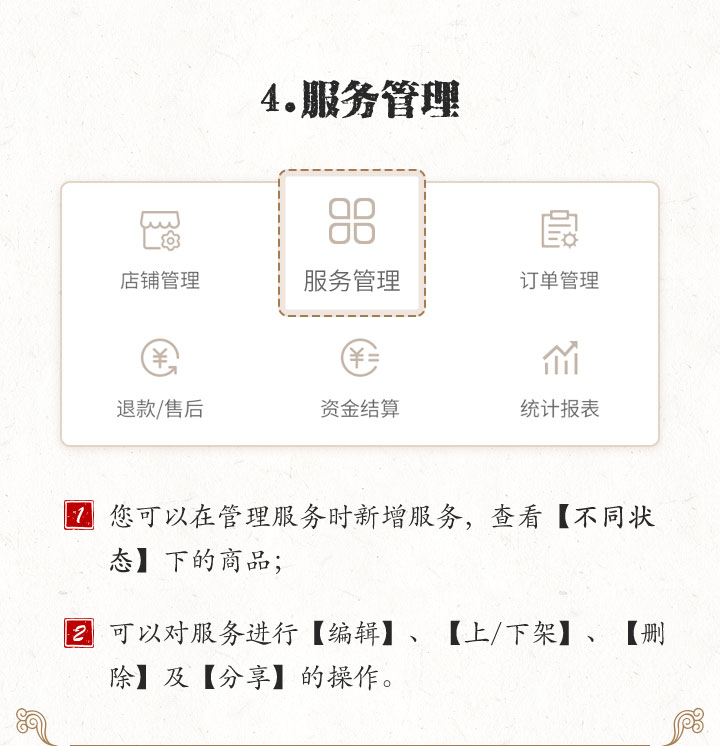 4.服务管理
店铺管理
服务管理
订单管理
退款/售后
资金结算
统计报表
1 您可以在管理服务时新增服务，查看【不同状
态】下的商品；
2 可以对服务进行【编辑】、【上/下架】、【删
除】及【分享】的操作。